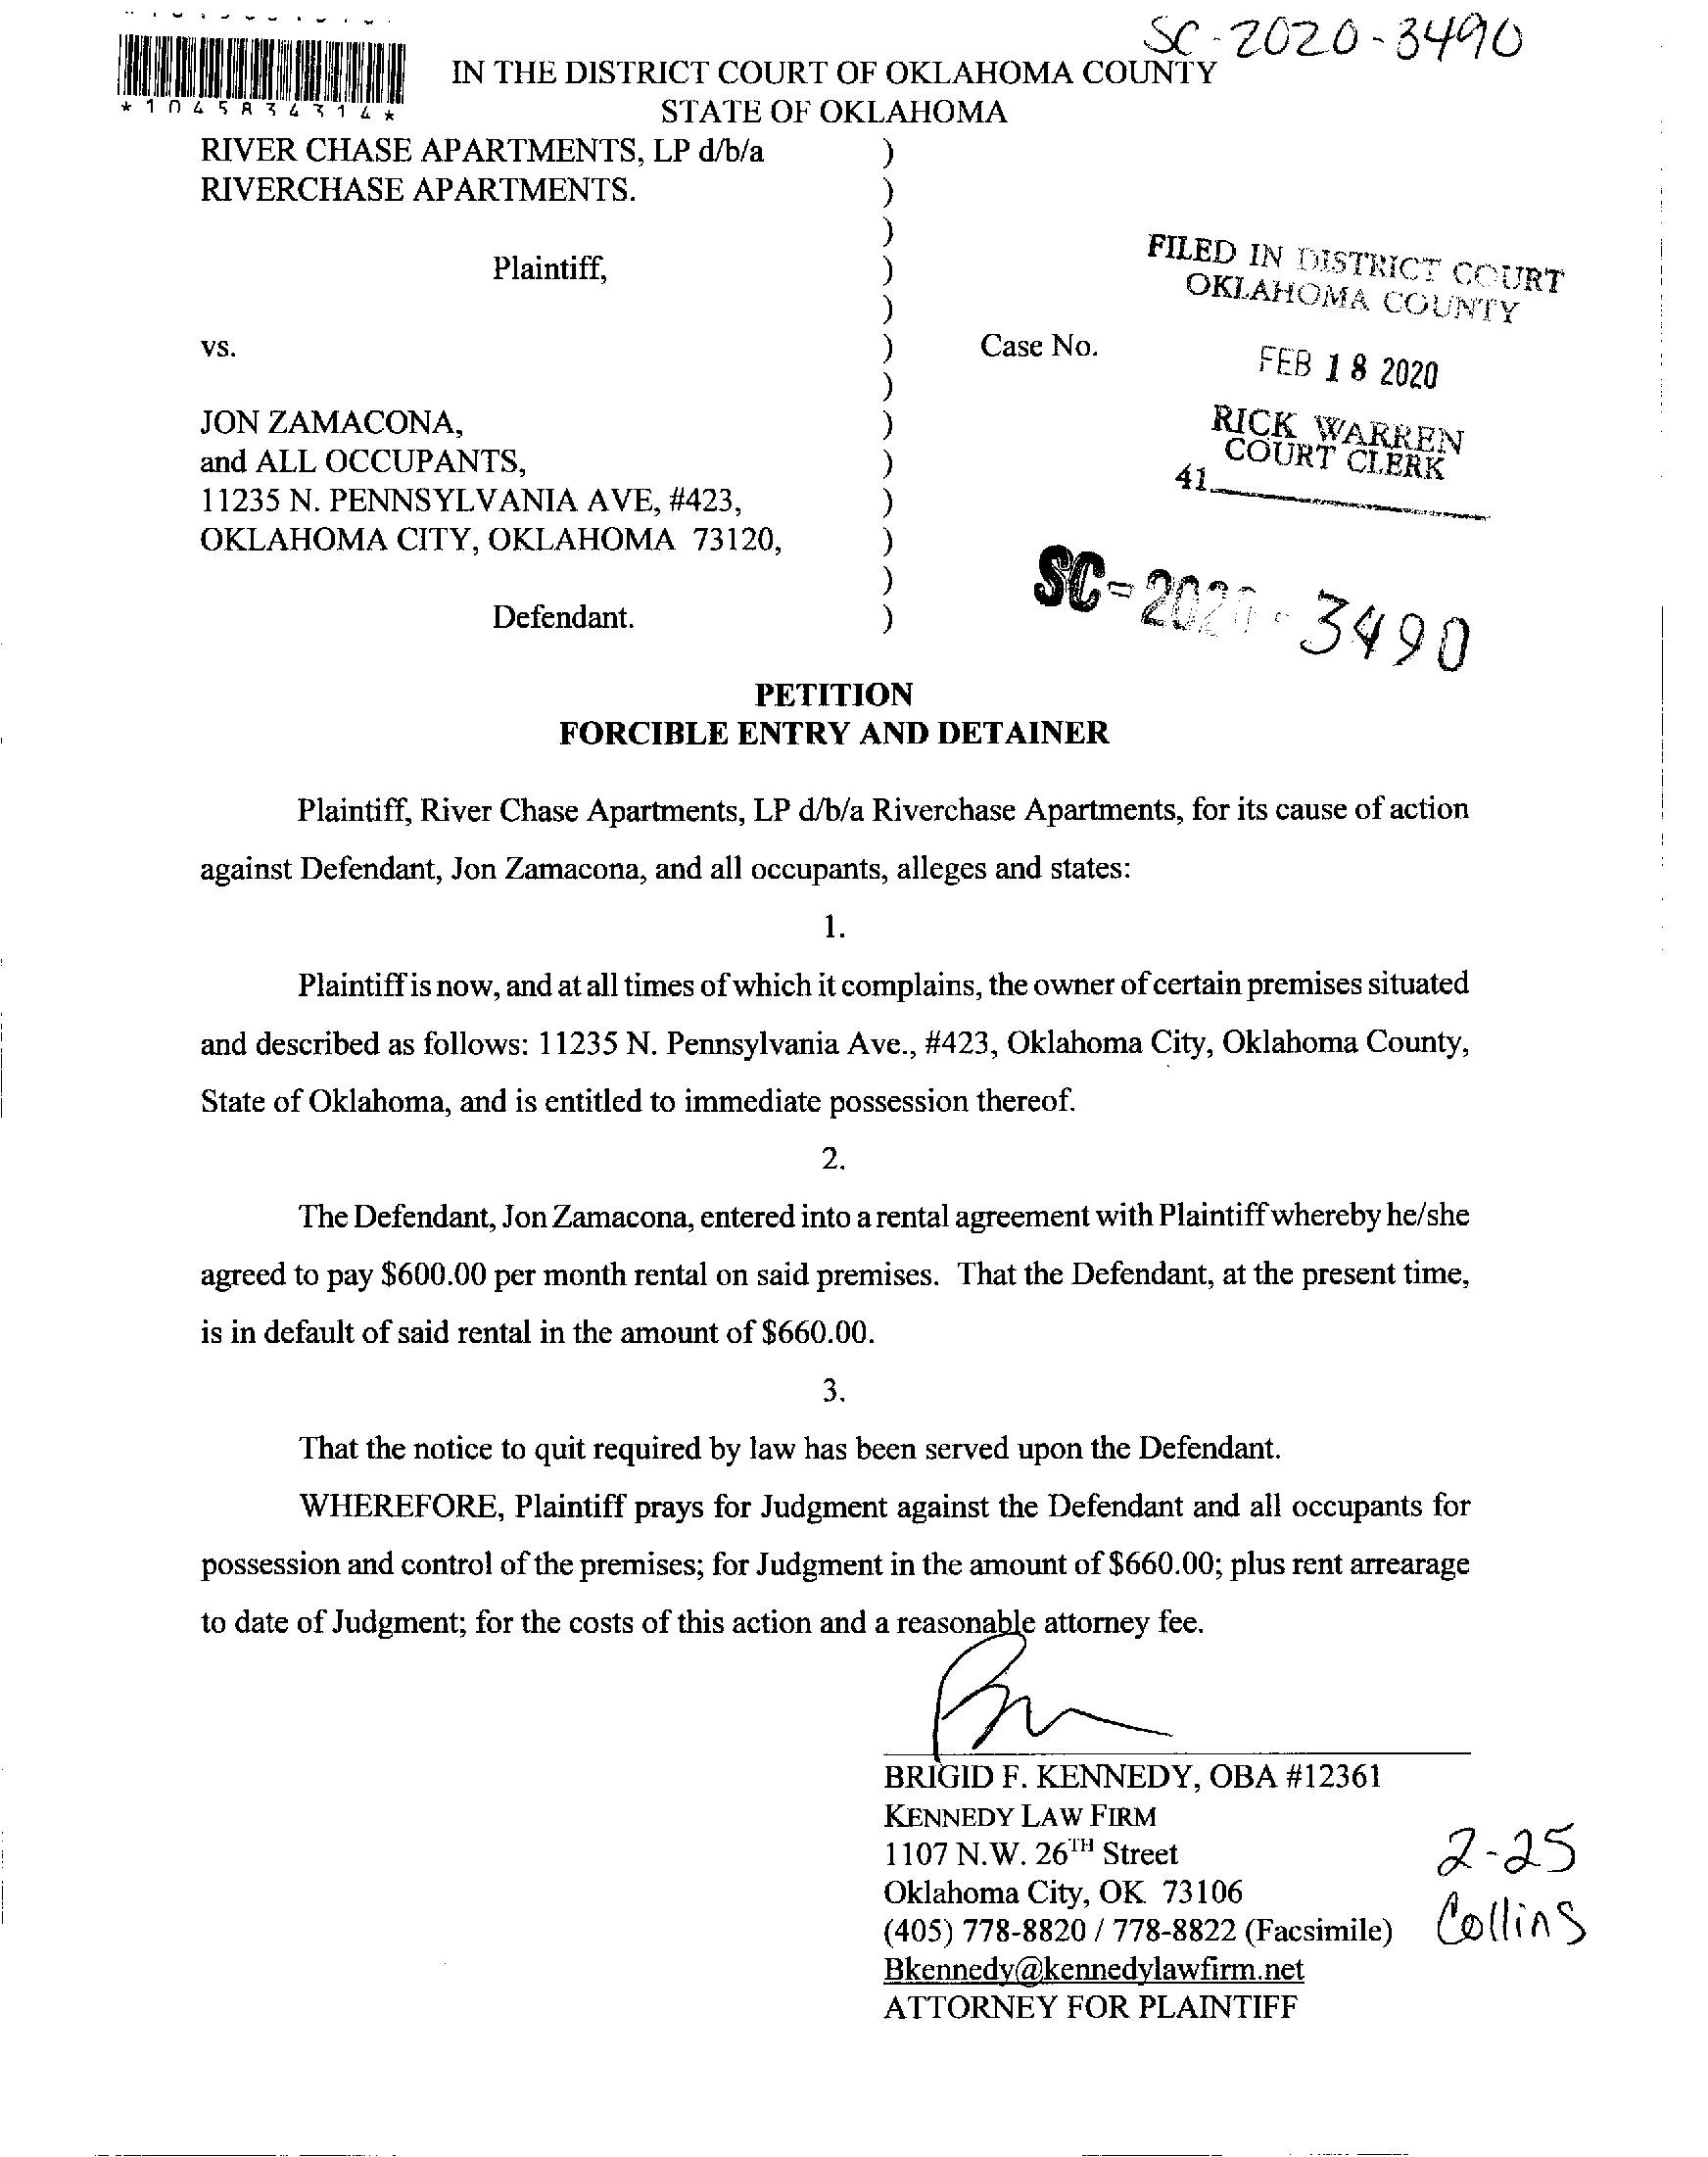 SC-2020-3490
*1045834314*
IN THE DISTRICT COURT OF OKLAHOMA COUNTY
STATE OF OKLAHOMA
RIVER CHASE APARTMENTS, LP d/b/a )
RIVERCHASE APARTMENTS. )
)
Plaintiff, )
)
vs. ) Case No.
)
JON ZAMACONA, )
and ALL OCCUPANTS, )
11235 N. PENNSYLVANIA AVE, #423, )
OKLAHOMA CITY, OKLAHOMA 73120, )
)
Defendant. )
FILED IN DISTRICT COURT
OKLAHOMA COUNTY
FEB 18 2020
RICK WARREN
COURT CLERK
41
SC-2020-3490
PETITION
FORCIBLE ENTRY AND DETAINER
Plaintiff, River Chase Apartments, LP d/b/a Riverchase Apartments, for its cause of action
against Defendant, Jon Zamacona, and all occupants, alleges and states:
1.
Plaintiff is now, and at all times of which it complains, the owner of certain premises situated
and described as follows: 11235 N. Pennsylvania Ave., #423, Oklahoma City, Oklahoma County,
State of Oklahoma, and is entitled to immediate possession thereof.
2.
The Defendant, Jon Zamacona, entered into a rental agreement with Plaintiff whereby he/she
agreed to pay $600.00 per month rental on said premises. That the Defendant, at the present time,
is in default of said rental in the amount of $660.00.
3.
That the notice to quit required by law has been served upon the Defendant.
WHEREFORE, Plaintiff prays for Judgment against the Defendant and all occupants for
possession and control of the premises; for Judgment in the amount of $660.00; plus rent arrearage
to date of Judgment; for the costs of this action and a reasonable attorney fee.
BRIGID F. KENNEDY, OBA #12361
KENNEDY LAW FIRM
1107 N.W. 26TH Street
Oklahoma City, OK 73106
(405) 778-8820 / 778-8822 (Facsimile)
Bkennedy@kennedylawfirm.net
ATTORNEY FOR PLAINTIFF
2-25
Collins